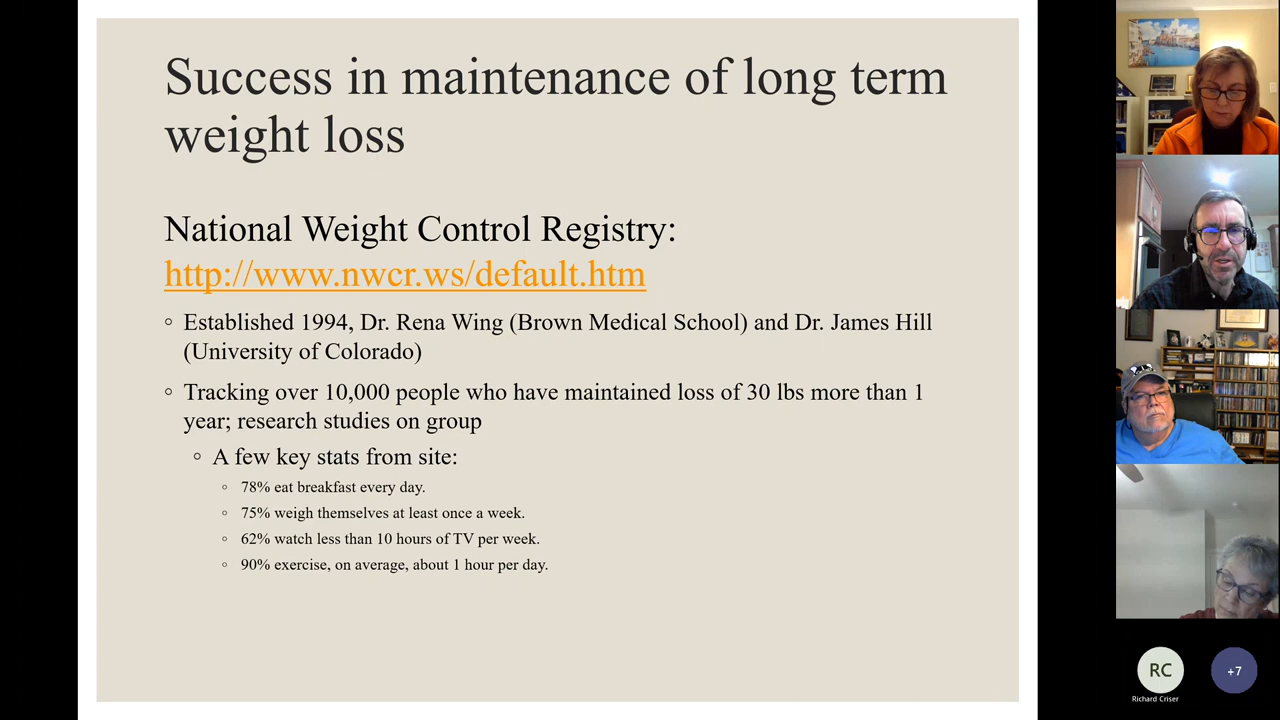 Success in maintenance of long term
weight loss
National Weight Control Registry:
http://www.nwcr.ws/default.htm
◦ Established 1994, Dr. Rena Wing (Brown Medical School) and Dr. James Hill
(University of Colorado)
◦ Tracking over 10,000 people who have maintained loss of 30 lbs more than 1
year; research studies on group
◦ A few key stats from site:
◦ 78% eat breakfast every day.
◦ 75% weigh themselves at least once a week.
◦ 62% watch less than 10 hours of TV per week.
◦ 90% exercise, on average, about 1 hour per day.
RC
+7
Richard Criser